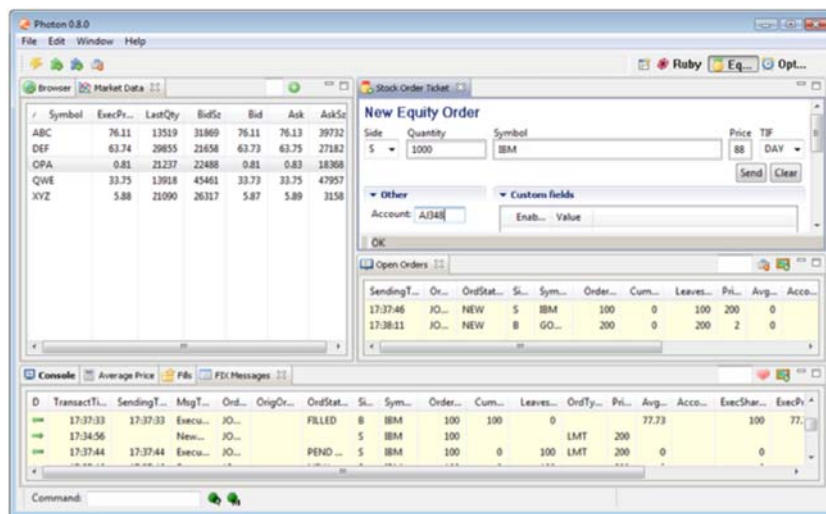 Photon 0.8.0
File Edit Window Help
Ruby Eq... Opt...
Browser Market Data
Symbol ExecPr... LastQty BidSz Bid Ask AskSz
ABC 76.11 13519 31869 76.11 76.13 39732
DEF 63.74 29855 21658 63.73 63.75 27182
OPA 0.81 21237 22488 0.81 0.83 18368
QWE 33.75 13918 45461 33.73 33.75 47957
XYZ 5.88 21090 26317 5.87 5.89 3158
Stock Order Ticket
New Equity Order
Side Quantity Symbol Price TIF
S 1000 IBM 88 DAY
Send Clear
Other Custom fields
Account: AJ348 Enab... Value
OK
Open Orders
SendingT... Or... OrdStat... Si... Sym... Order... Cum... Leaves... Pri... Avg... Acco...
17:37:46 JO... NEW S IBM 100 0 100 200 0
17:38:11 JO... NEW B GO... 200 0 200 2 0
Console Average Price Fills FIX Messages
D TransactTi... SendingT... MsgT... Ord... OrigOr... OrdStat... Si... Sym... Order... Cum... Leaves... OrdTy... Pri... Avg... Acco... ExecShar... ExecPr
17:37:33 17:37:33 Execu... JO... FILLED B IBM 100 100 0 77.73 100 77.
17:34:56 New... JO... S IBM 100 LMT 200
17:37:44 17:37:44 Execu... JO... PEND ... S IBM 100 0 100 LMT 200 0 0
Command: